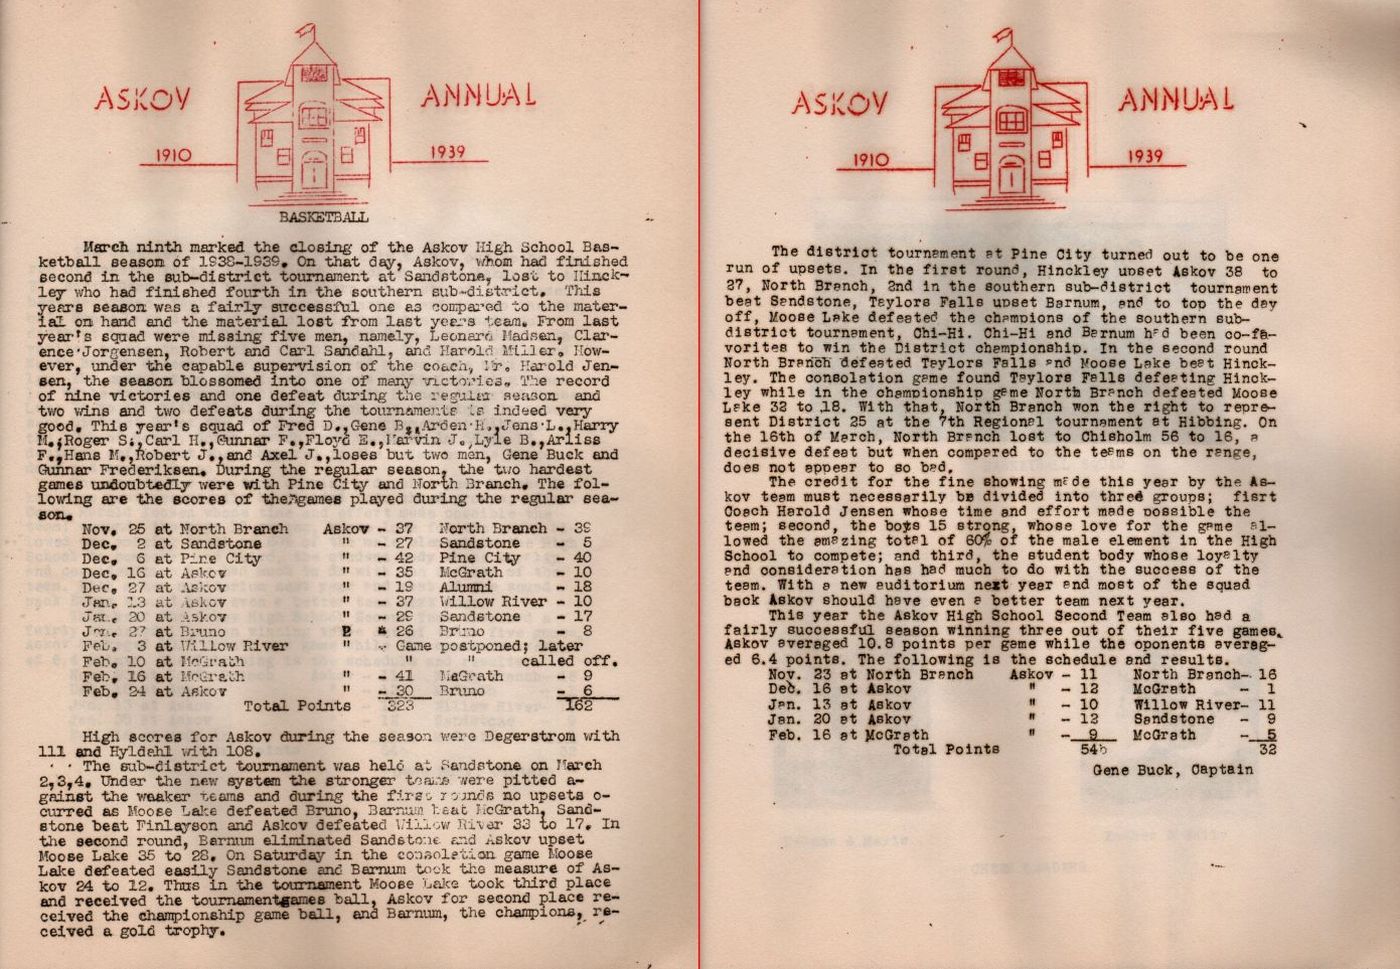 ASKOV ANNUAL
1910 1939
BASKETBALL
March ninth marked the closing of the Askov High School Bas-
ketball season of 1938-1939. On that day, Askov, whom had finished
second in the sub-district tournament at Sandstone, lost to Hinck-
ley who had finished fourth in the southern sub-district. This
years season was a fairly successful one as compared to the mater-
ial on hand and the material lost from last years team. From last
year's squad were missing five men, namely, Leonard Madsen, Clar-
ence Jorgensen, Robert and Carl Sandahl, and Harold Miller. How-
ever, under the capable supervision of the coach, Mr. Harold Jen-
sen, the season blossomed into one of many victories. The record
of nine victories and one defeat during the regular season and
two wins and two defeats during the tournaments is indeed very
good. This year's squad of Fred D.,Gene B.,Arden H.,Jens L.,Harry
M.,Roger S.,Carl H.,Gunnar F.,Floyd E.,Marvin J.,Lyle B.,Arliss
F.,Hans M.,Robert J.,and Axel J.,loses but two men, Gene Buck and
Gunnar Frederiksen. During the regular season, the two hardest
games undoubtedly were with Pine City and North Branch. The fol-
lowing are the scores of the games played during the regular sea-
son.
Nov. 25 at North Branch Askov - 37 North Branch - 39
Dec. 2 at Sandstone " - 27 Sandstone - 5
Dec. 6 at Pine City " - 42 Pine City - 40
Dec. 16 at Askov " - 35 McGrath - 10
Dec. 27 at Askov " - 19 Alumni - 18
Jan. 13 at Askov " - 37 Willow River - 10
Jan. 20 at Askov " - 29 Sandstone - 17
Jan. 27 at Bruno " 26 Bruno - 8
Feb. 3 at Willow River " - Game postponed; later
Feb. 10 at McGrath " " called off.
Feb. 16 at McGrath " - 41 McGrath - 9
Feb. 24 at Askov " - 30 Bruno - 6
Total Points 323 162
High scores for Askov during the season were Degerstrom with
111 and Hyldahl with 108.
The sub-district tournament was held at Sandstone on March
2,3,4. Under the new system the stronger teams were pitted a-
gainst the weaker teams and during the first rounds no upsets o-
curred as Moose Lake defeated Bruno, Barnum beat McGrath, Sand-
stone beat Finlayson and Askov defeated Willow River 33 to 17. In
the second round, Barnum eliminated Sandstone and Askov upset
Moose Lake 35 to 28. On Saturday in the consolation game Moose
Lake defeated easily Sandstone and Barnum took the measure of As-
kov 24 to 12. Thus in the tournament Moose Lake took third place
and received the tournament games ball, Askov for second place re-
ceived the championship game ball, and Barnum, the champions, re-
ceived a gold trophy.
ASKOV ANNUAL
1910 1939
The district tournament at Pine City turned out to be one
run of upsets. In the first round, Hinckley upset Askov 38 to
27, North Branch, 2nd in the southern sub-district tournament
beat Sandstone, Taylors Falls upset Barnum, and to top the day
off, Moose Lake defeated the champions of the southern sub-
district tournament, Chi-Hi. Chi-Hi and Barnum had been co-fa-
vorites to win the District championship. In the second round
North Branch defeated Taylors Falls and Moose Lake beat Hinck-
ley. The consolation game found Taylors Falls defeating Hinck-
ley while in the championship game North Branch defeated Moose
Lake 32 to 18. With that, North Branch won the right to repre-
sent District 25 at the 7th Regional tournament at Hibbing. On
the 16th of March, North Branch lost to Chisholm 56 to 16, a
decisive defeat but when compared to the teams on the range,
does not appear to so bad.
The credit for the fine showing made this year by the As-
kov team must necessarily be divided into three groups; fisrt
Coach Harold Jensen whose time and effort made possible the
team; second, the boys 15 strong, whose love for the game al-
lowed the amazing total of 60% of the male element in the High
School to compete; and third, the student body whose loyalty
and consideration has had much to do with the success of the
team. With a new auditorium next year and most of the squad
back Askov should have even a better team next year.
This year the Askov High School Second Team also had a
fairly successful season winning three out of their five games.
Askov averaged 10.8 points per game while the oponents averag-
ed 6.4 points. The following is the schedule and results.
Nov. 23 at North Branch Askov - 11 North Branch- 16
Dec. 16 at Askov " - 12 McGrath - 1
Jan. 13 at Askov " - 10 Willow River- 11
Jan. 20 at Askov " - 12 Sandstone - 9
Feb. 16 at McGrath " - 9 McGrath - 5
Total Points 54 32
Gene Buck, Captain